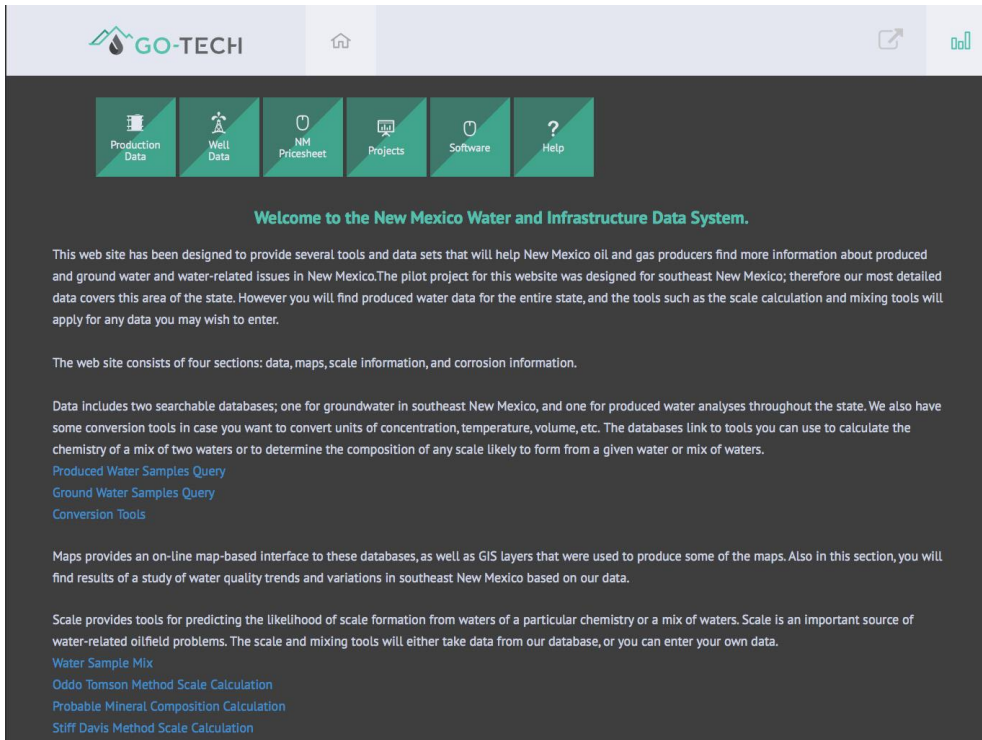 GO-TECH
Production
Data
Well
Data
NM
Pricesheet
Projects
Software
?
Help
Welcome to the New Mexico Water and Infrastructure Data System.
This web site has been designed to provide several tools and data sets that will help New Mexico oil and gas producers find more information about produced
and ground water and water-related issues in New Mexico.The pilot project for this website was designed for southeast New Mexico; therefore our most detailed
data covers this area of the state. However you will find produced water data for the entire state, and the tools such as the scale calculation and mixing tools will
apply for any data you may wish to enter.
The web site consists of four sections: data, maps, scale information, and corrosion information.
Data includes two searchable databases; one for groundwater in southeast New Mexico, and one for produced water analyses throughout the state. We also have
some conversion tools in case you want to convert units of concentration, temperature, volume, etc. The databases link to tools you can use to calculate the
chemistry of a mix of two waters or to determine the composition of any scale likely to form from a given water or mix of waters.
Produced Water Samples Query
Ground Water Samples Query
Conversion Tools
Maps provides an on-line map-based interface to these databases, as well as GIS layers that were used to produce some of the maps. Also in this section, you will
find results of a study of water quality trends and variations in southeast New Mexico based on our data.
Scale provides tools for predicting the likelihood of scale formation from waters of a particular chemistry or a mix of waters. Scale is an important source of
water-related oilfield problems. The scale and mixing tools will either take data from our database, or you can enter your own data.
Water Sample Mix
Oddo Tomson Method Scale Calculation
Probable Mineral Composition Calculation
Stiff Davis Method Scale Calculation